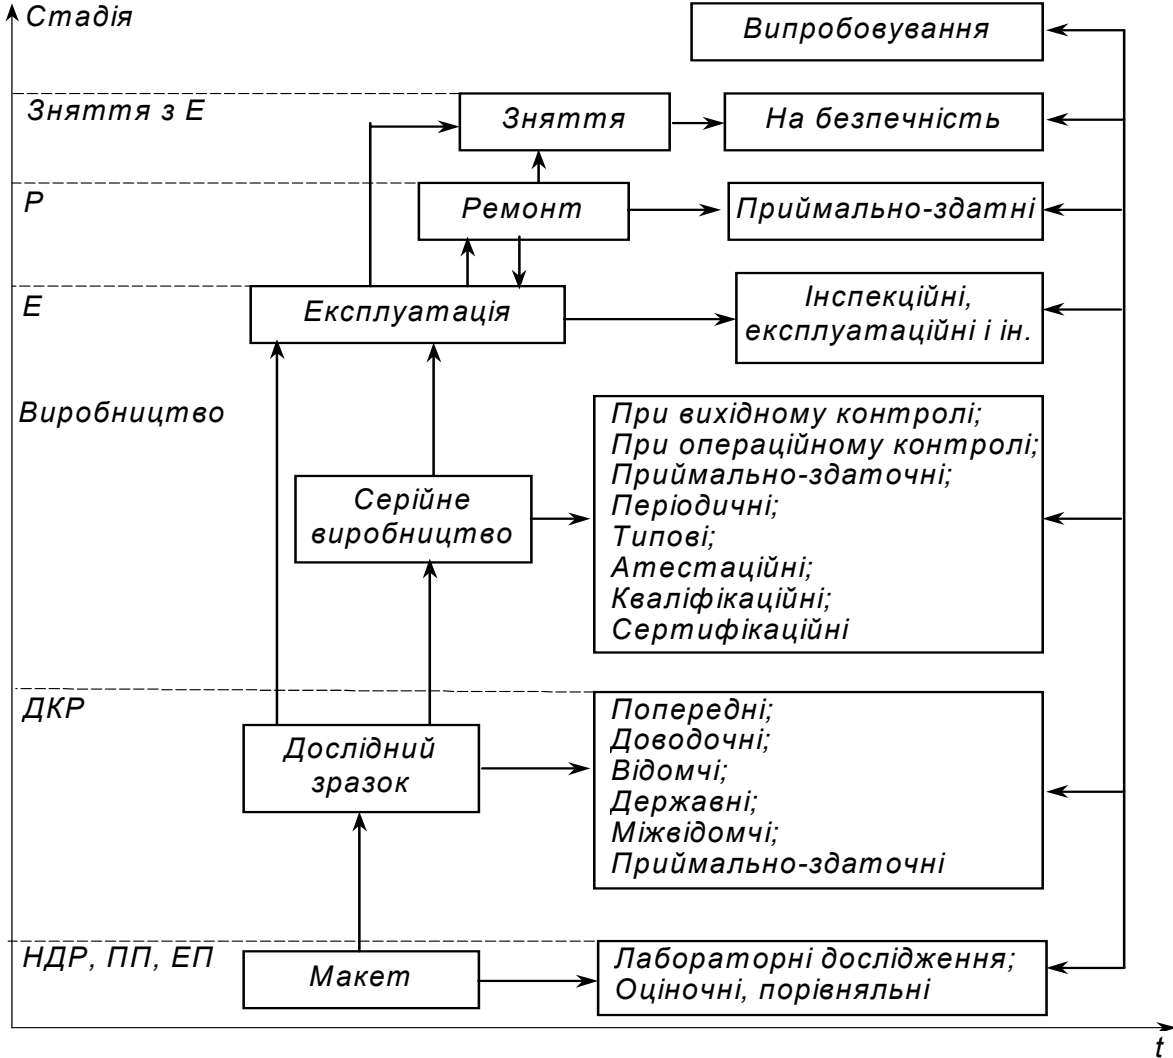 Стадія
Випробовування
Зняття з Е
Зняття
На безпечність
Р
Ремонт
Приймально-здатні
Е
Експлуатація
Інспекційні,
експлуатаційні і ін.
Виробництво
При вихідному контролі;
При операційному контролі;
Приймально-здаточні;
Періодичні;
Типові;
Атестаційні;
Кваліфікаційні;
Сертифікаційні
Серійне
виробництво
ДКР
Дослідний
зразок
Попередні;
Доводочні;
Відомчі;
Державні;
Міжвідомчі;
Приймально-здаточні
НДР, ПП, ЕП
Макет
Лабораторні дослідження;
Оціночні, порівняльні
t